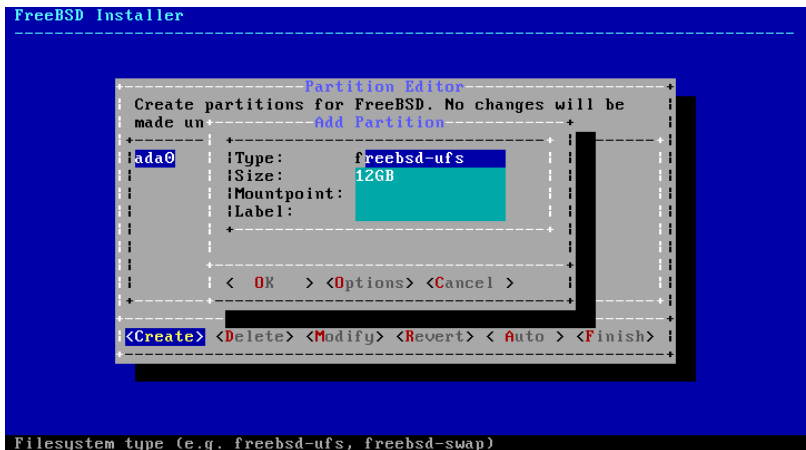 FreeBSD Installer
Partition Editor
Create partitions for FreeBSD. No changes will be
made un
Add Partition
ada0
Type: freebsd-ufs
Size: 12GB
Mountpoint:
Label:
< OK > <Options> <Cancel >
<Create> <Delete> <Modify> <Revert> < Auto > <Finish>
Filesystem type (e.g. freebsd-ufs, freebsd-swap)